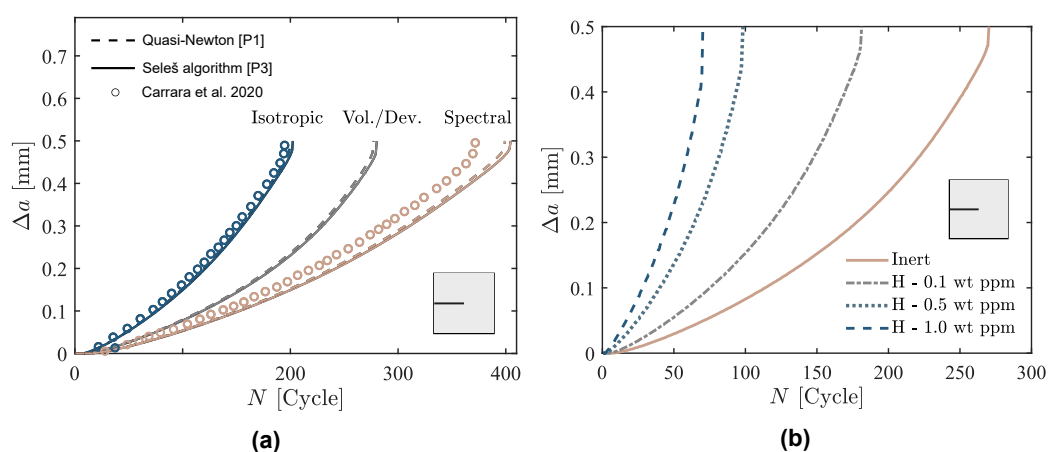 0.7
0.6
0.5
0.4
0.3
0.2
0.1
0
Δa [mm]
Quasi-Newton [P1]
Seleš algorithm [P3]
Carrara et al. 2020
Isotropic Vol./Dev. Spectral
0 200 300 400
N [Cycle]
(a)
0.5
0.4
0.3
0.2
0.1
0
Δa [mm]
Inert
H - 0.1 wt ppm
H - 0.5 wt ppm
H - 1.0 wt ppm
0 50 100 150 200 250 300
N [Cycle]
(b)